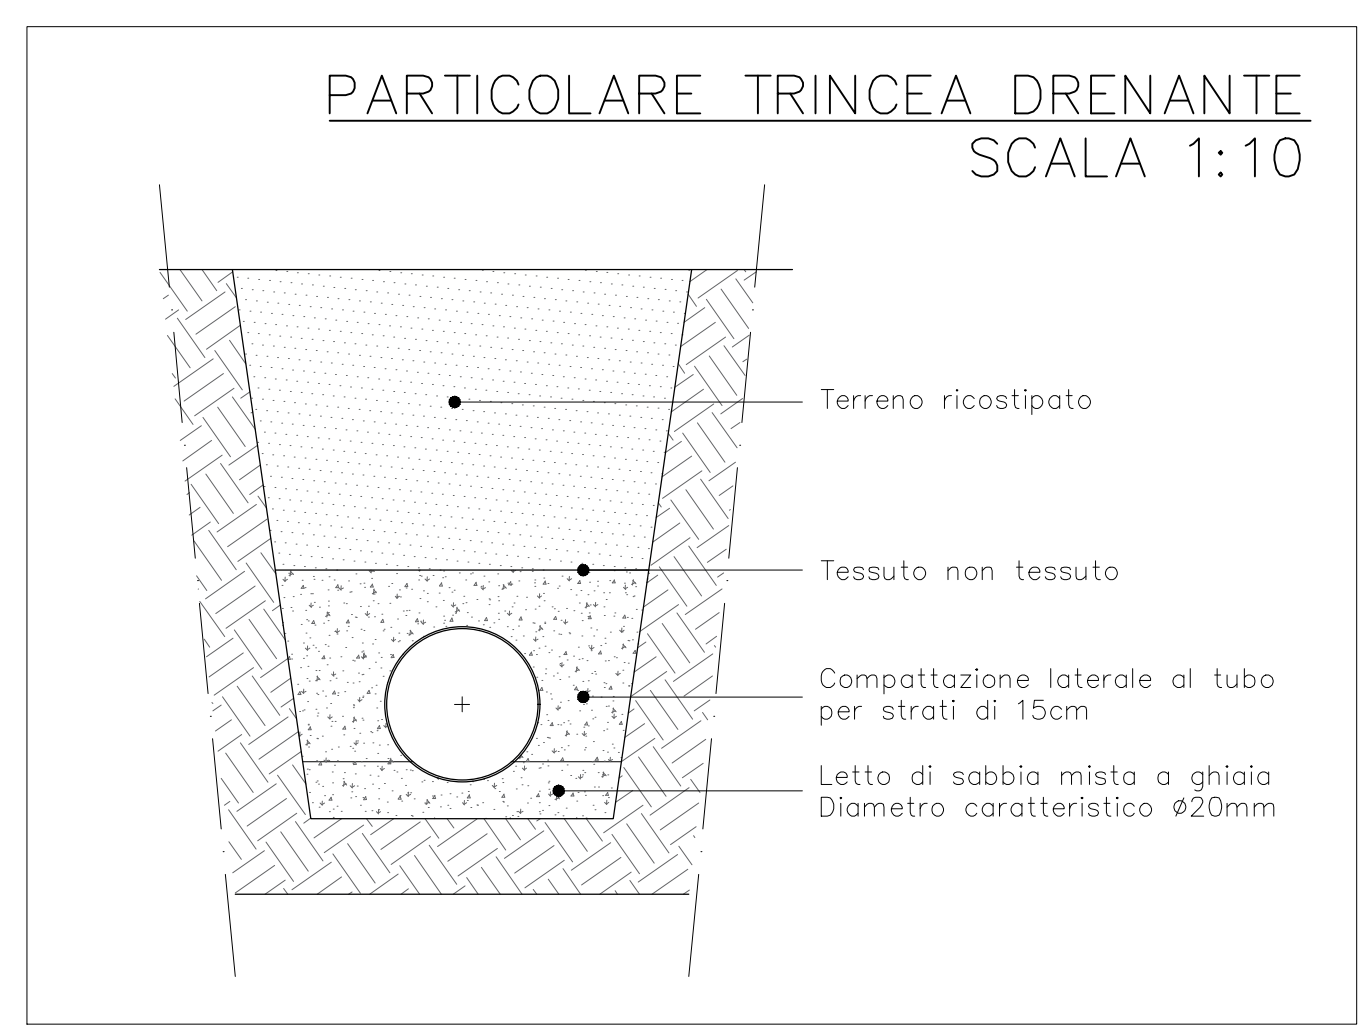 PARTICOLARE TRINCEA DRENANTE
SCALA 1:10
Terreno ricostipato
Tessuto non tessuto
Compattazione laterale al tubo
per strati di 15cm
Letto di sabbia mista a ghiaia
Diametro caratteristico ø20mm